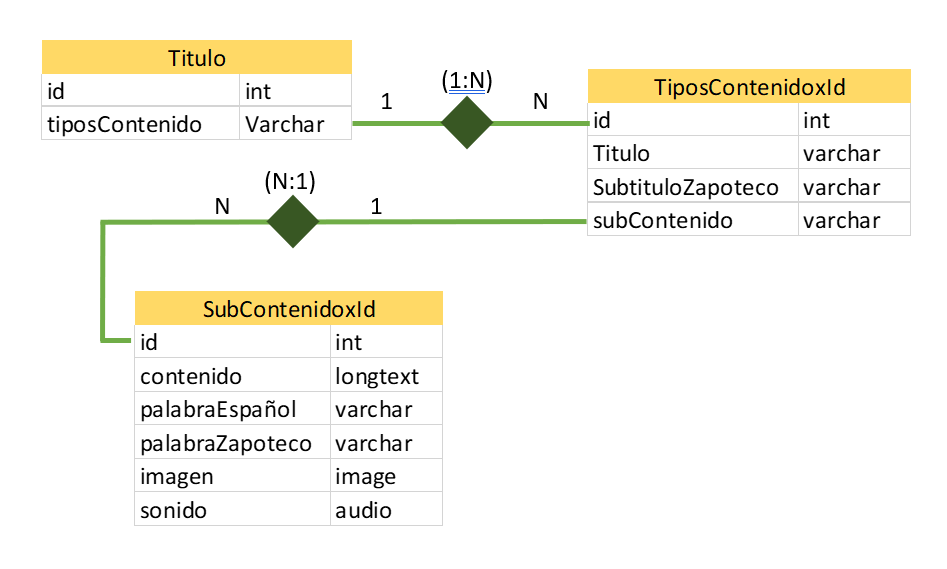 Titulo
id int
tiposContenido Varchar
(1:N)
1 N
TiposContenidoxId
id int
Titulo varchar
SubtituloZapoteco varchar
subContenido varchar
(N:1)
N 1
SubContenidoxId
id int
contenido longtext
palabraEspañol varchar
palabraZapoteco varchar
imagen image
sonido audio